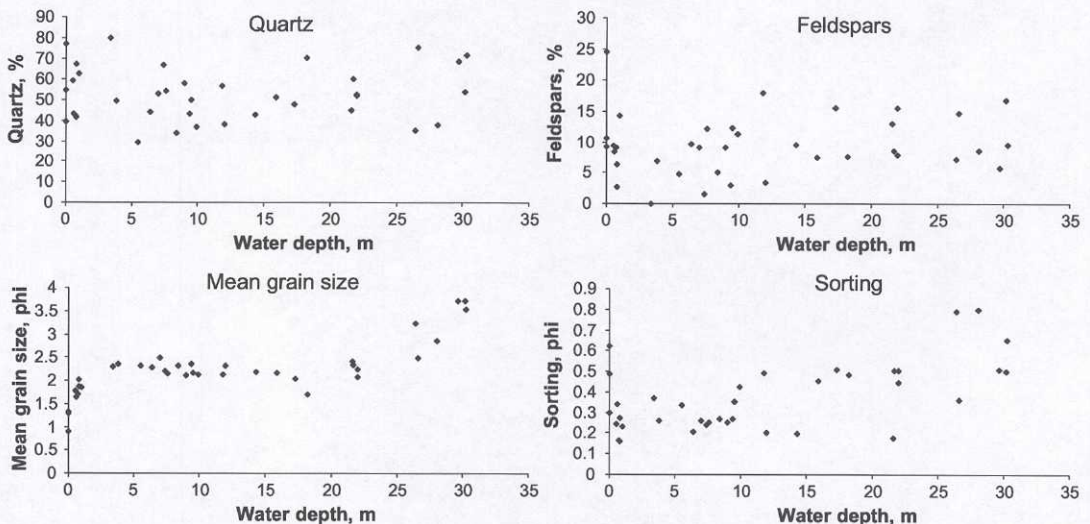 Quartz
90
80
70
60
50
40
30
20
10
0
Quartz, %
0 5 10 15 20 25 30 35
Water depth, m
Feldspars
30
25
20
15
10
5
0
Feldspars, %
0 5 10 15 20 25 30 35
Water depth, m
Mean grain size
4
3.5
3
2.5
2
1.5
1
0.5
0
Mean grain size, phi
0 5 10 15 20 25 30 35
Water depth, m
Sorting
0.9
0.8
0.7
0.6
0.5
0.4
0.3
0.2
0.1
0
Sorting, phi
0 5 10 15 20 25 30 35
Water depth, m